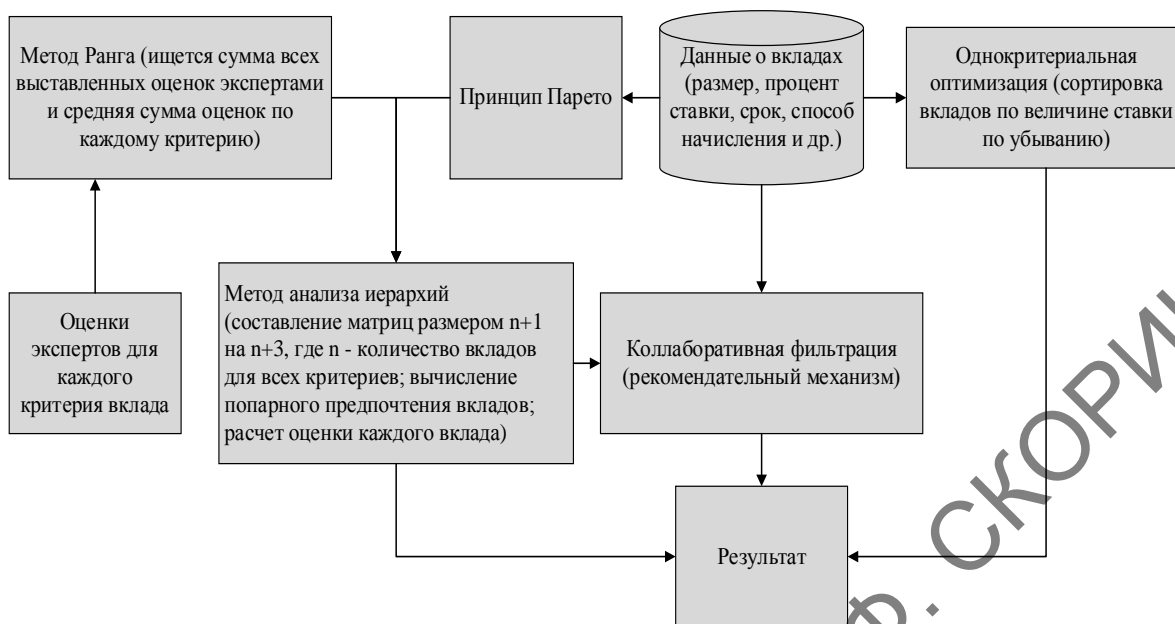 Метод Ранга (ищется сумма всех
выставленных оценок экспертами
и средняя сумма оценок по
каждому критерию)
Принцип Парето
Данные о вкладах
(размер, процент
ставки, срок, способ
начисления и др.)
Однокритериальная
оптимизация (сортировка
вкладов по величине ставки
по убыванию)
Оценки
экспертов для
каждого
критерия вклада
Метод анализа иерархий
(составление матриц размером n+1
на n+3, где n - количество вкладов
для всех критериев; вычисление
попарного предпочтения вкладов;
расчет оценки каждого вклада)
Коллаборативная фильтрация
(рекомендательный механизм)
Результат
Ф. СКОРИ